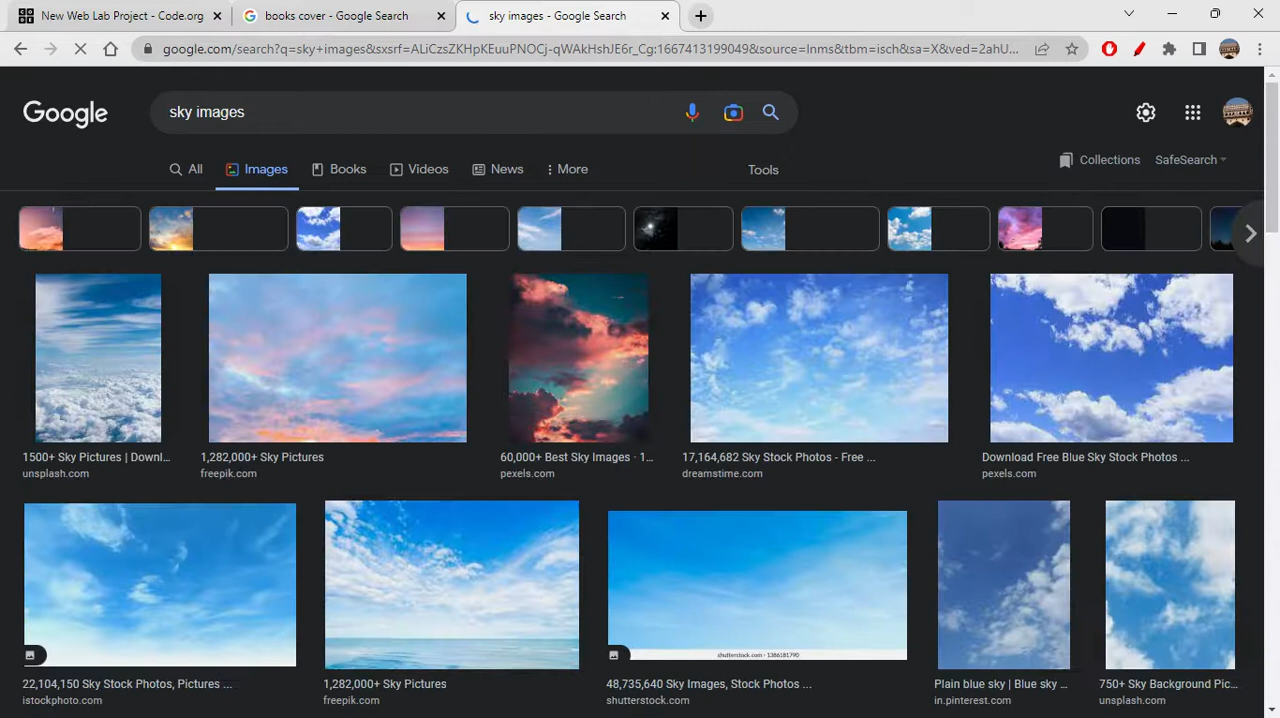 New Web Lab Project - Code.org
books cover - Google Search
sky images - Google Search
google.com/search?q=sky+images&sxsrf=ALiCzsZKHpXEuuPNOCj-qWAkHshJE6r_Cg:1667413199049&source=lnms&tbm=isch&sa=X&ved=2ahU...
Google
sky images
All
Images
Books
Videos
News
More
Tools
Collections
SafeSearch
1500+ Sky Pictures | Downl...
unsplash.com
1,282,000+ Sky Pictures
freepik.com
60,000+ Best Sky Images · 1...
pexels.com
17,164,682 Sky Stock Photos - Free ...
dreamstime.com
Download Free Blue Sky Stock Photos ...
pexels.com
shutterstock.com · 1386181790
22,104,150 Sky Stock Photos, Pictures ...
istockphoto.com
1,282,000+ Sky Pictures
freepik.com
48,735,640 Sky Images, Stock Photos ...
shutterstock.com
Plain blue sky | Blue sky ...
in.pinterest.com
750+ Sky Background Pic...
unsplash.com